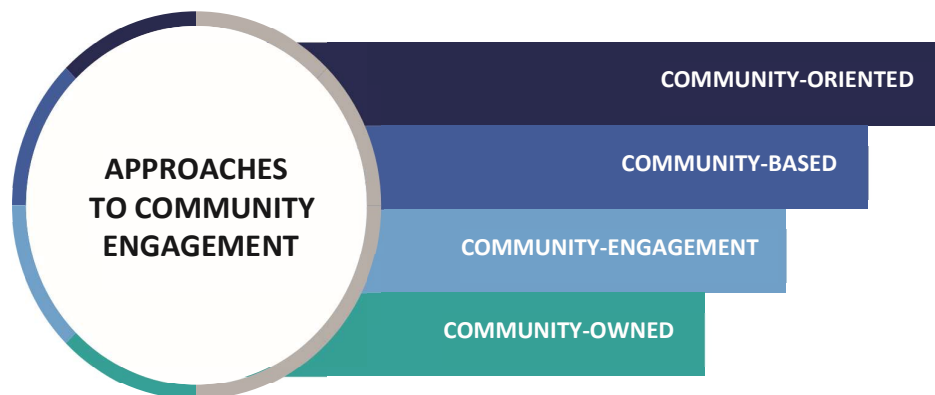 APPROACHES
TO COMMUNITY
ENGAGEMENT
COMMUNITY-ORIENTED
COMMUNITY-BASED
COMMUNITY-ENGAGEMENT
COMMUNITY-OWNED